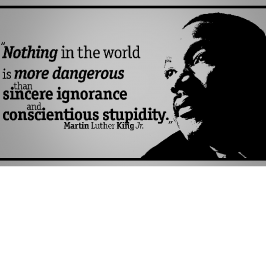 "Nothing in the world
is more dangerous
than
sincere ignorance
and
conscientious stupidity."
Martin Luther King Jr.